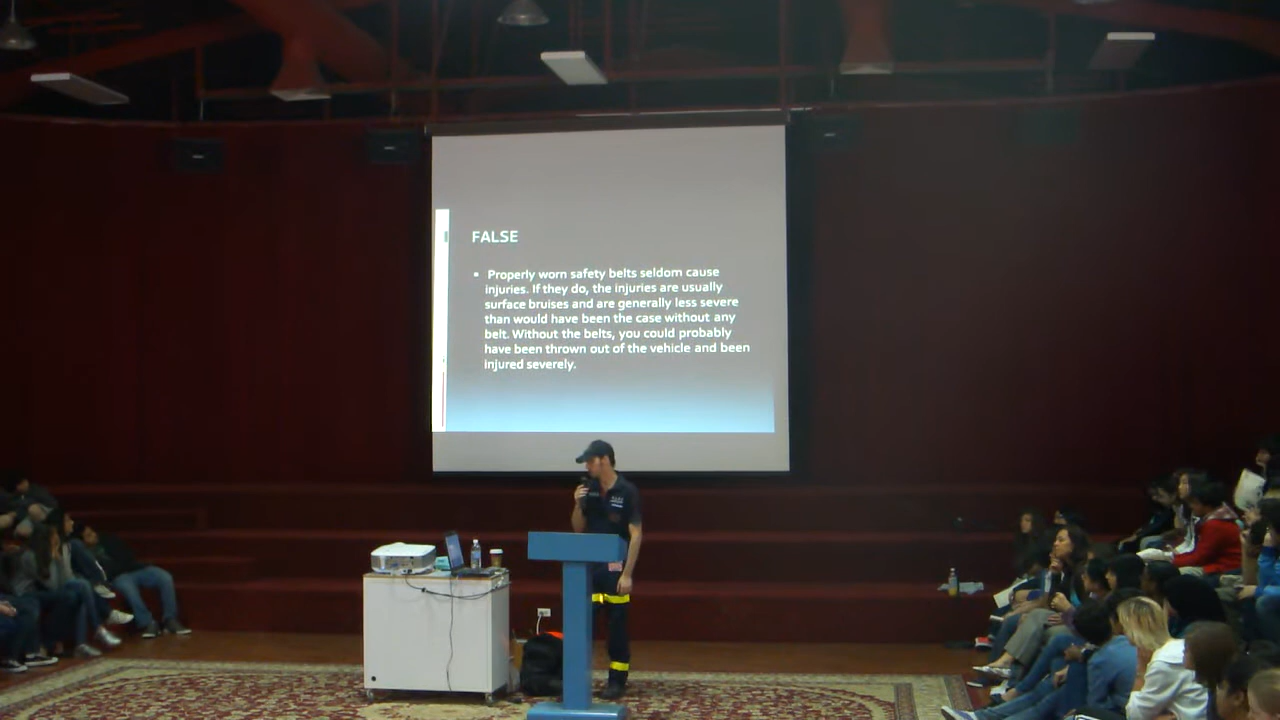 FALSE
▪ Properly worn safety belts seldom cause
injuries. If they do, the injuries are usually
surface bruises and are generally less severe
than would have been the case without any
belt. Without the belts, you could probably
have been thrown out of the vehicle and been
injured severely.